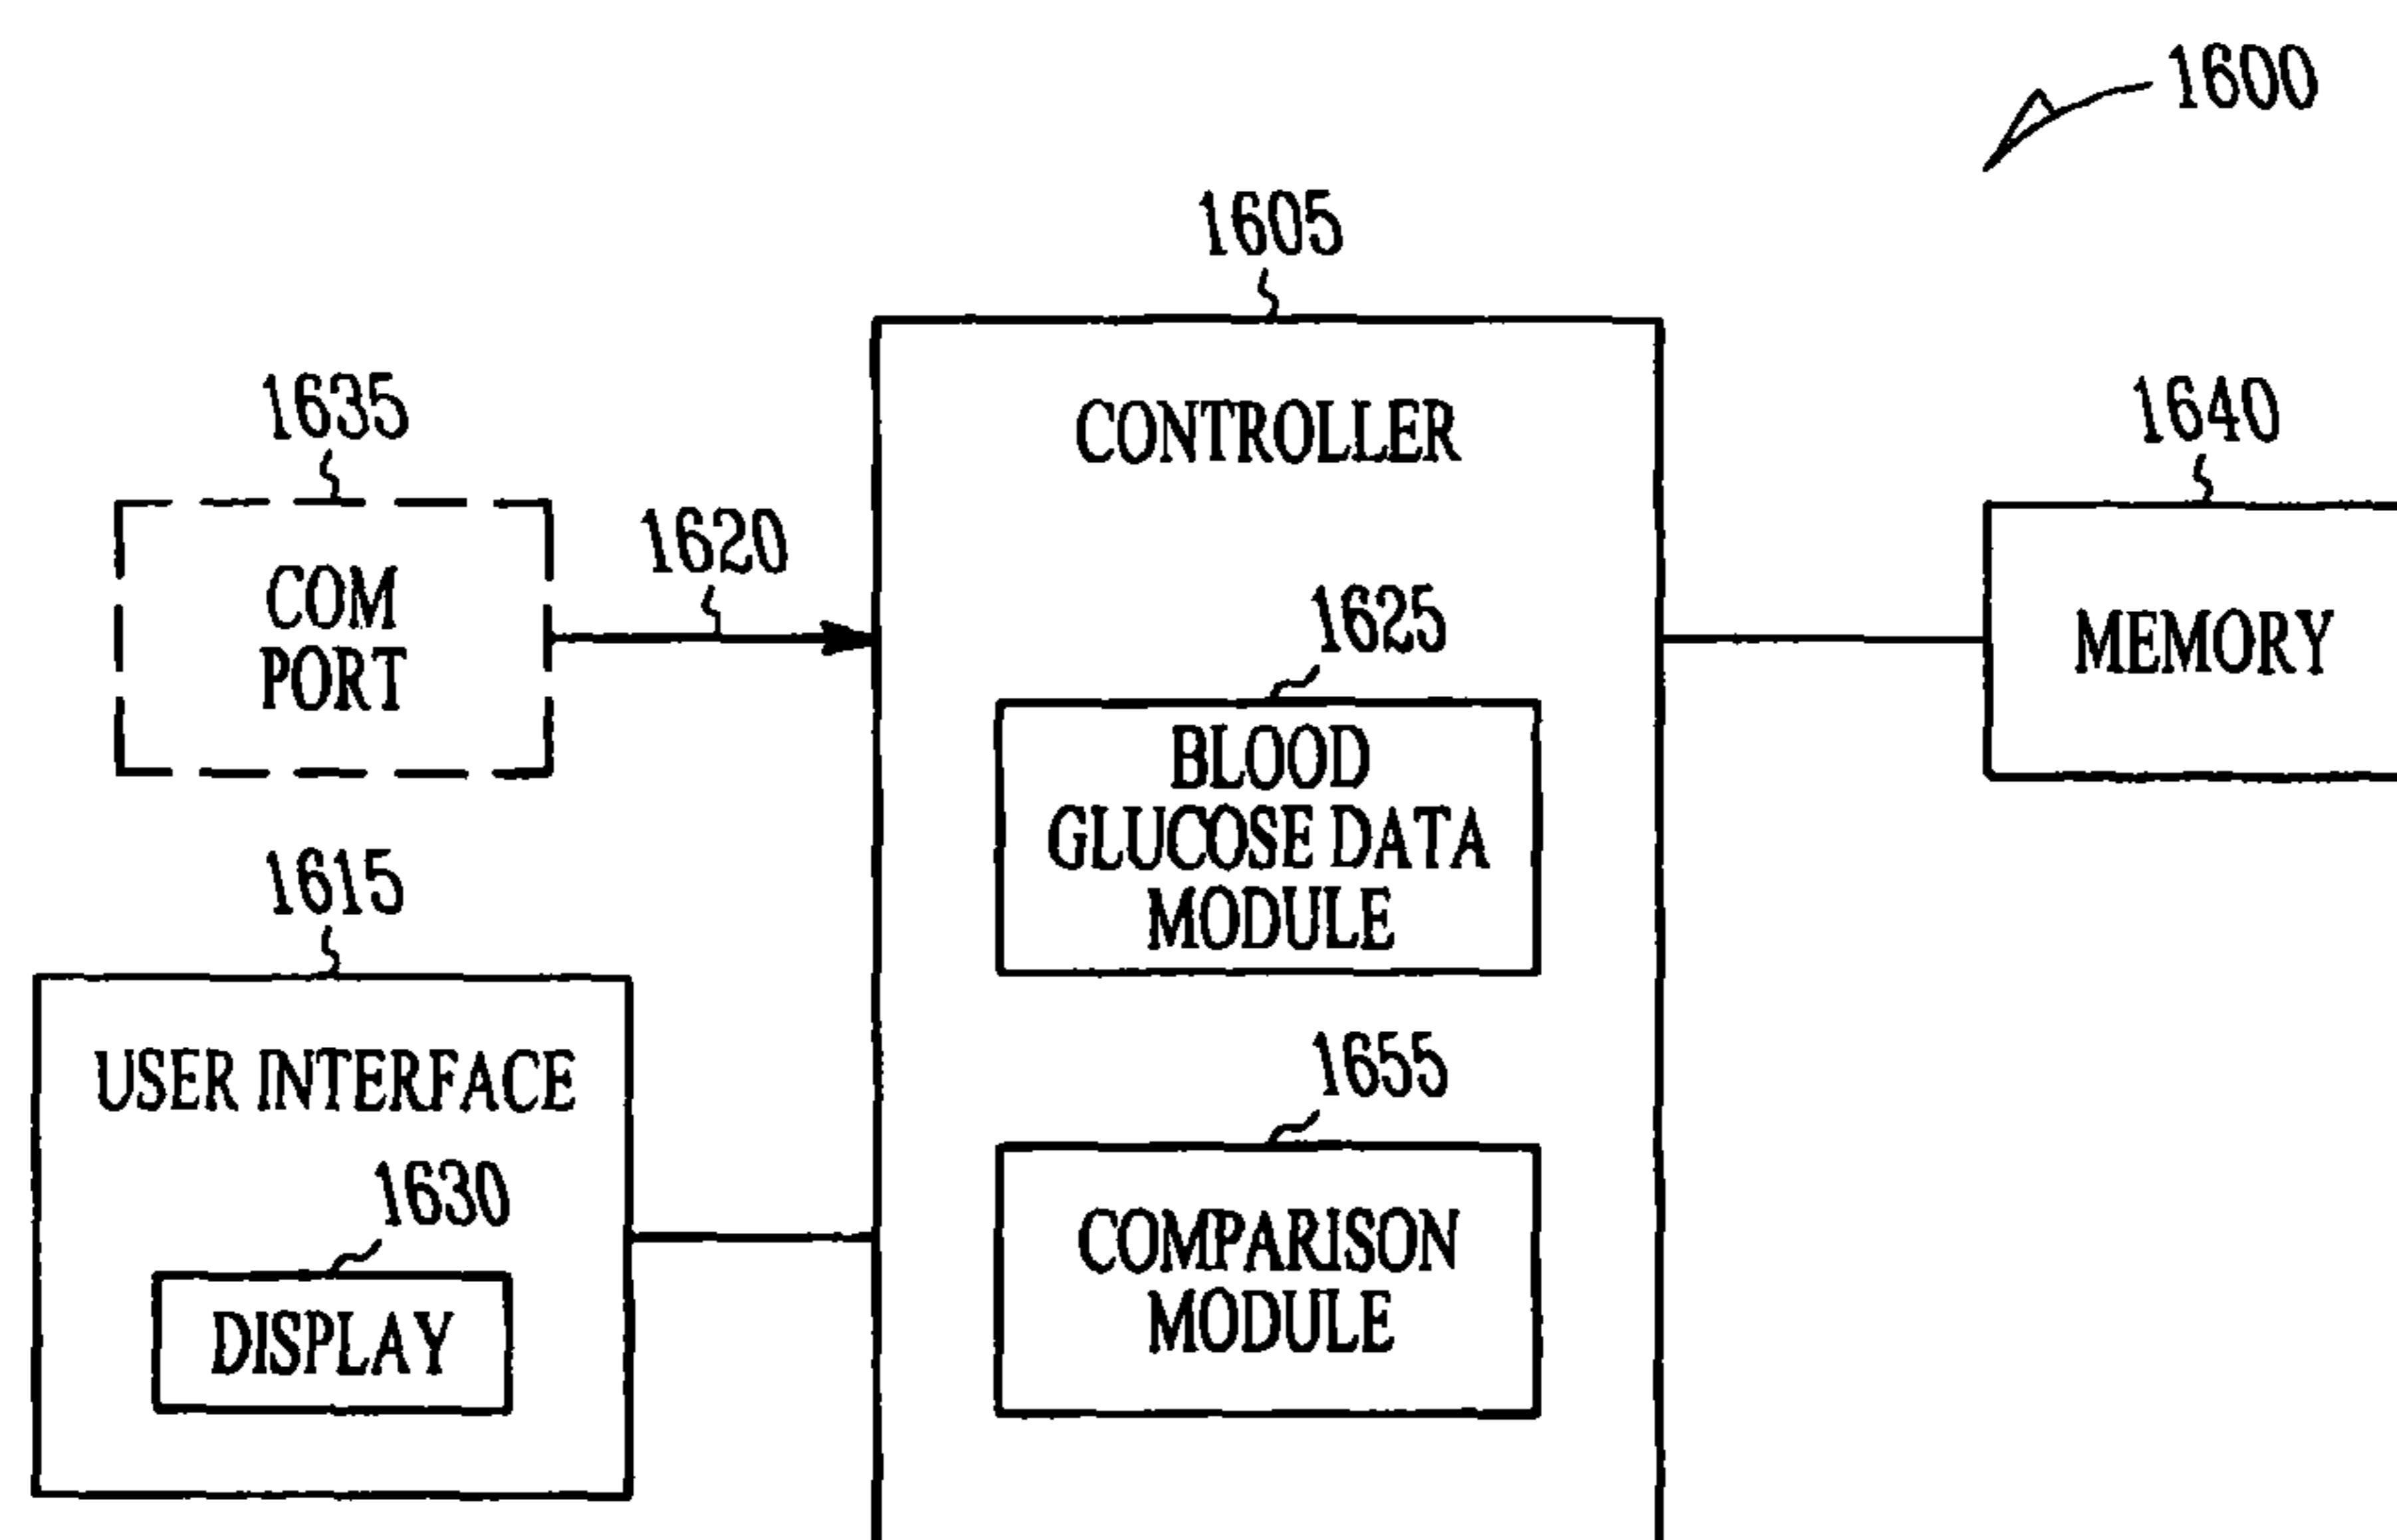 1600
1605
CONTROLLER
1635
COM
PORT
1620
1640
MEMORY
1625
BLOOD
GLUCOSE DATA
MODULE
1615
USER INTERFACE
1630
DISPLAY
1655
COMPARISON
MODULE